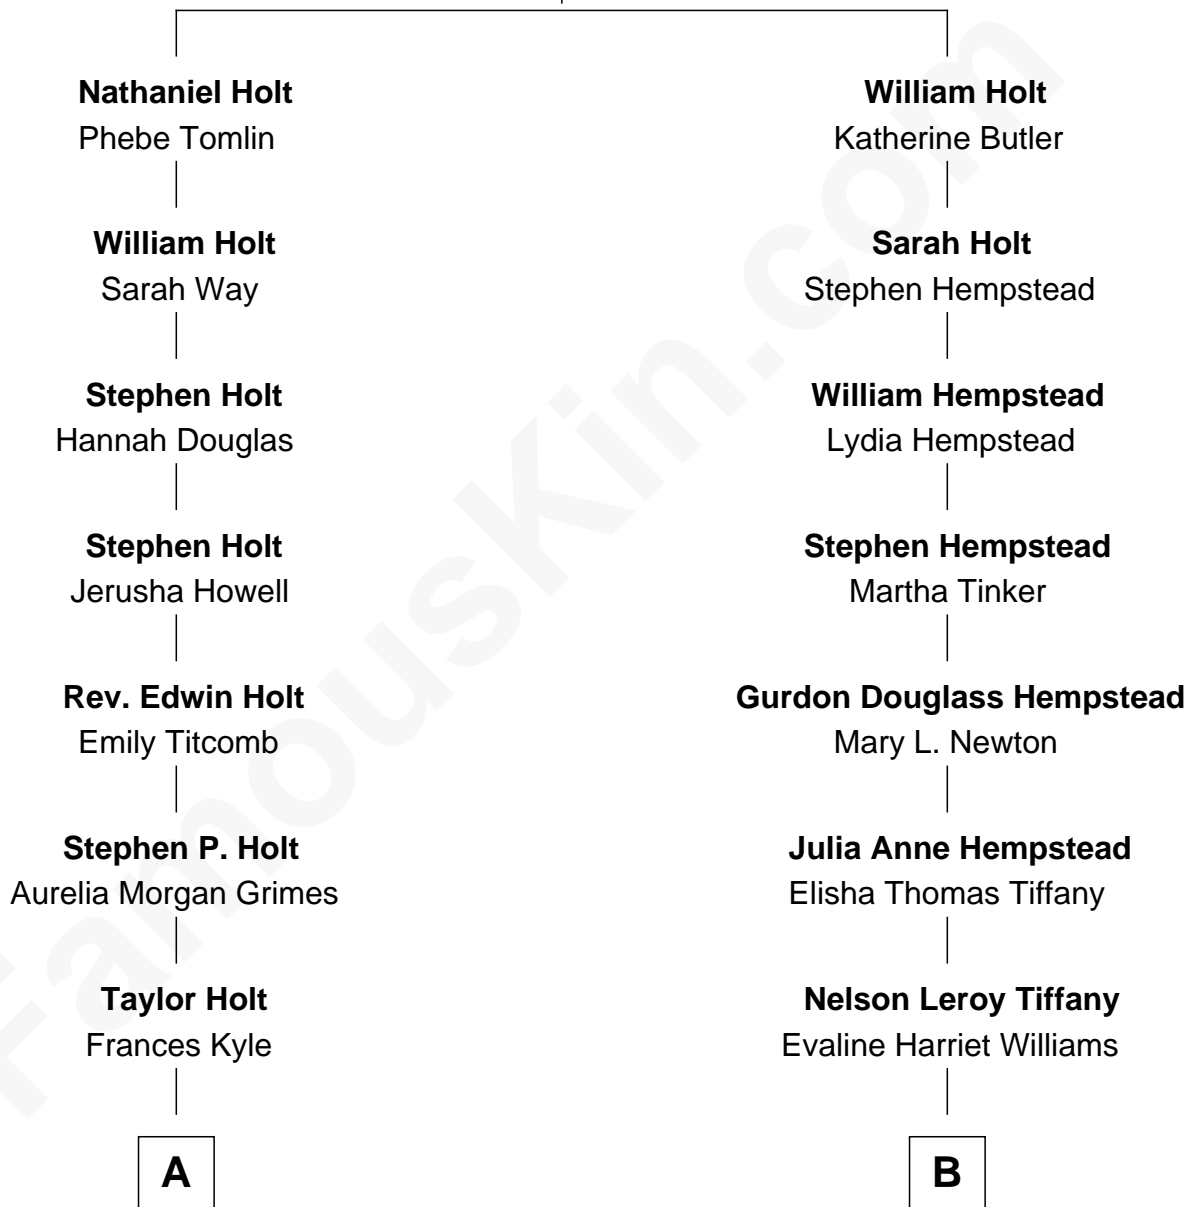 Nathaniel Holt
Phebe Tomlin
William Holt
Sarah Way
Stephen Holt
Hannah Douglas
Stephen Holt
Jerusha Howell
Rev. Edwin Holt
Emily Titcomb
Stephen P. Holt
Aurelia Morgan Grimes
Taylor Holt
Frances Kyle
A
William Holt
Katherine Butler
Sarah Holt
Stephen Hempstead
William Hempstead
Lydia Hempstead
Stephen Hempstead
Martha Tinker
Gurdon Douglass Hempstead
Mary L. Newton
Julia Anne Hempstead
Elisha Thomas Tiffany
Nelson Leroy Tiffany
Evaline Harriet Williams
B
FamousKin.com